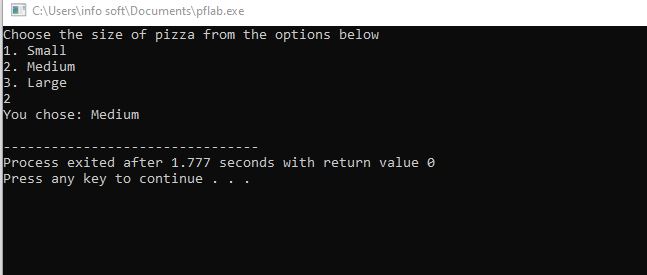 C:\Users\info soft\Documents\pflab.exe
Choose the size of pizza from the options below
1. Small
2. Medium
3. Large
2
You chose: Medium
--------------------------------
Process exited after 1.777 seconds with return value 0
Press any key to continue . . .